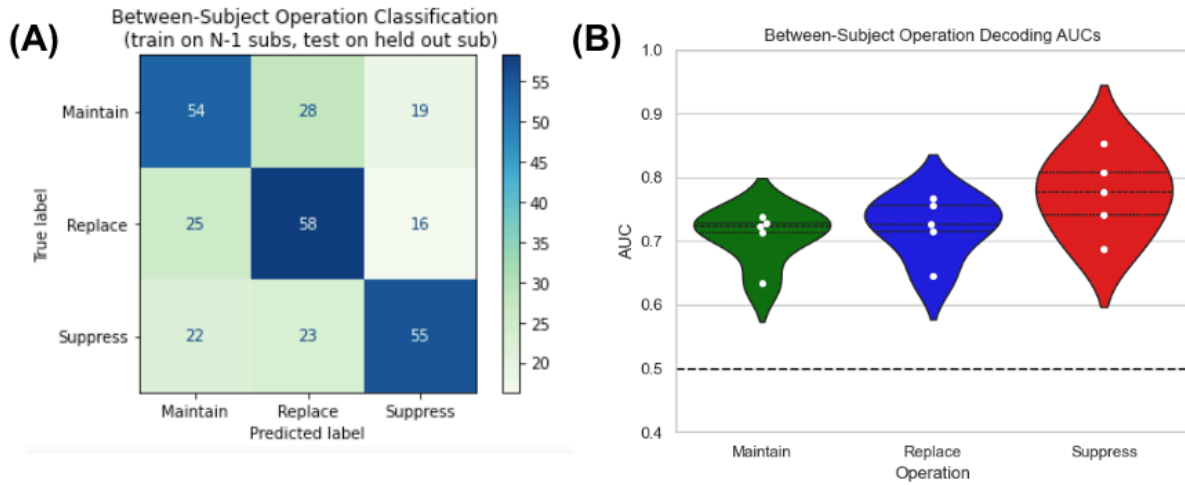 (A)
Between-Subject Operation Classification
(train on N-1 subs, test on held out sub)
True label
Maintain
54 28 19
Replace
25 58 16
Suppress
22 23 55
Maintain Replace Suppress
Predicted label
55
50
45
40
35
30
25
20
(B)
Between-Subject Operation Decoding AUCs
AUC
1.0
0.9
0.8
0.7
0.6
0.5
0.4
Maintain Replace Suppress
Operation